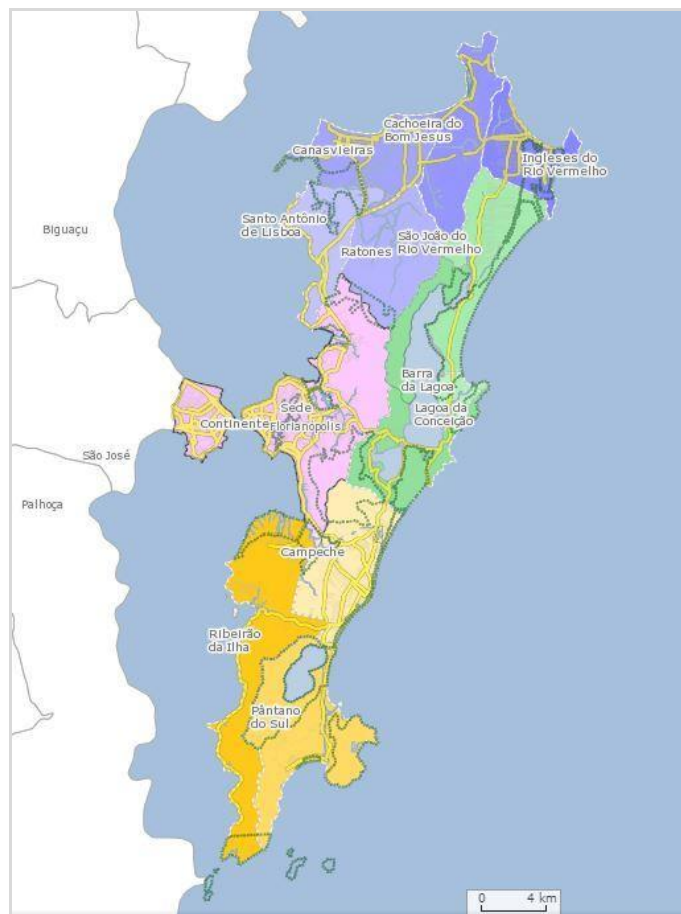 Cachoeira do
Bom Jesus
Canasvieiras
Ingleses do
Rio Vermelho
Santo Antônio
de Lisboa
Biguaçu
São João do
Rio Vermelho
Ratones
Barra
da Lagoa
Sede
Lagoa da
Conceição
Continente
Florianópolis
São José
Palhoça
Campeche
Ribeirão
da Ilha
Pântano
do Sul
0 4 km